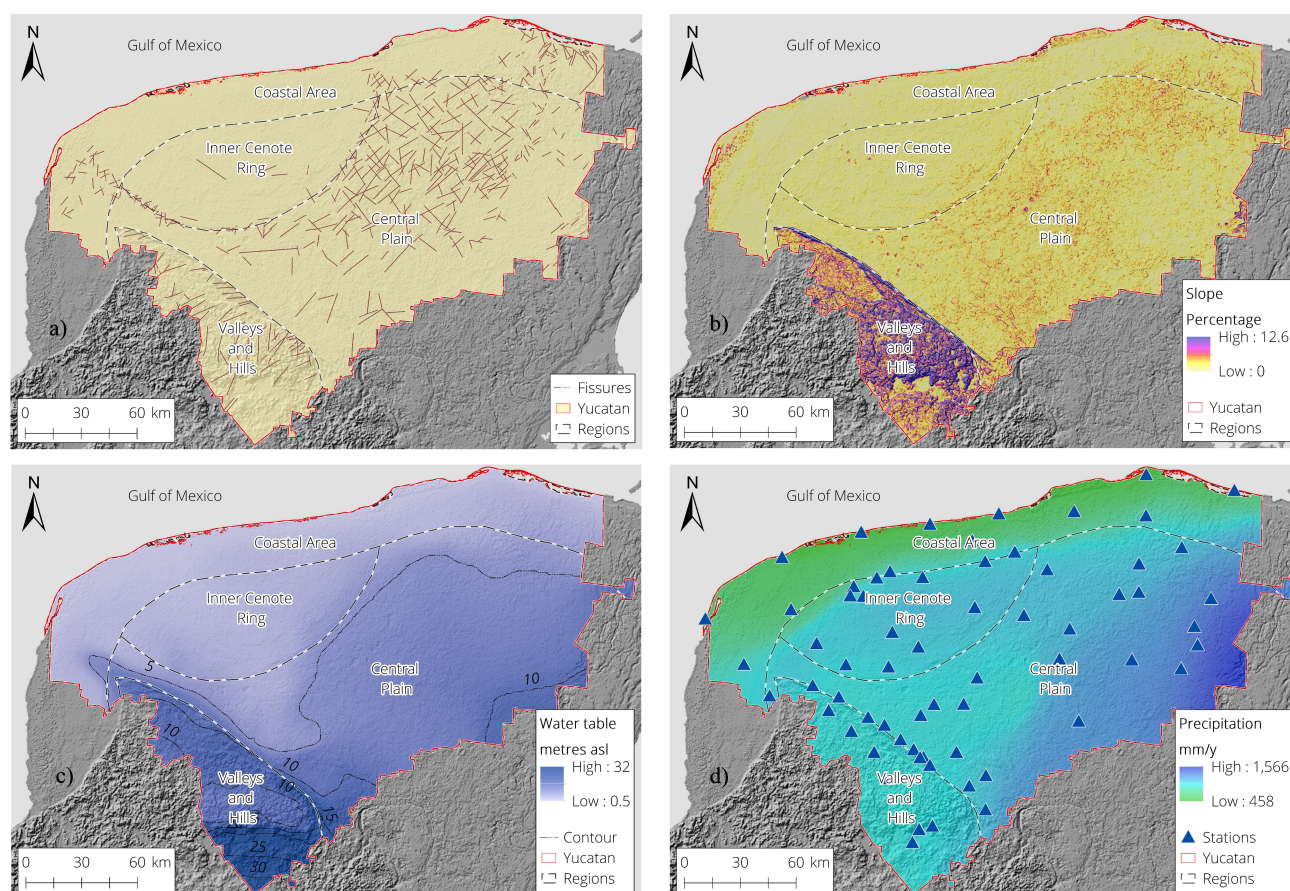 N
Gulf of Mexico
Coastal Area
Inner Cenote
Ring
Central
Plain
a)
Valleys
and
Hills
Fissures
Yucatan
Regions
0 30 60 km
N
Gulf of Mexico
Coastal Area
Inner Cenote
Ring
Central
Plain
b)
Valleys
and
Hills
Slope
Percentage
High : 12.6
Low : 0
Yucatan
Regions
0 30 60 km
N
Gulf of Mexico
Coastal Area
Inner Cenote
Ring
5
Central
Plain
10
10
10
10
15
c)
Valleys
and
Hills
25
30
Water table
metres asl
High : 32
Low : 0.5
Contour
Yucatan
Regions
0 30 60 km
N
Gulf of Mexico
Coastal Area
Inner Cenote
Ring
Central
Plain
d)
Valleys
and
Hills
Precipitation
mm/y
High : 1,566
Low : 458
Stations
Yucatan
Regions
0 30 60 km